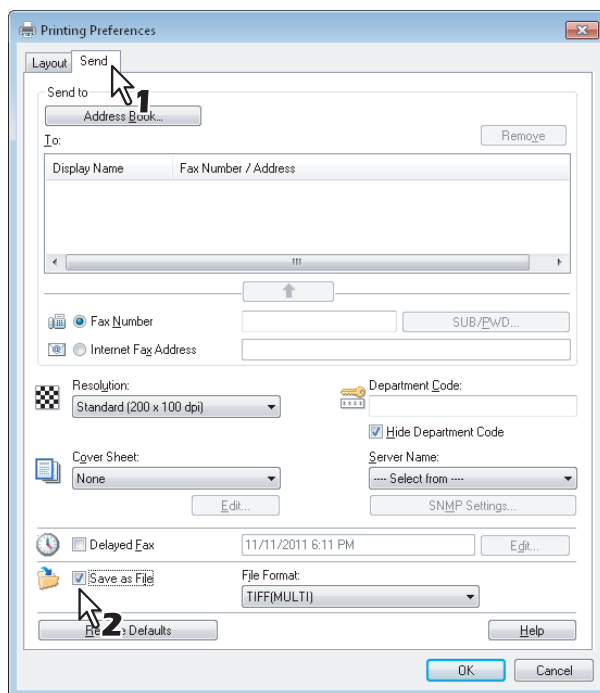 Printing Preferences
Layout Send
1
Send to
Address Book...
To:
Remove
Display Name Fax Number / Address
Fax Number
SUB/PWD...
Internet Fax Address
Resolution:
Standard (200 x 100 dpi)
Department Code:
Hide Department Code
Cover Sheet:
None
Edit...
Server Name:
---- Select from ----
SNMP Settings...
Delayed Fax
11/11/2011 6:11 PM
Edit...
Save as File
File Format:
TIFF(MULTI)
2
Defaults
Help
OK Cancel